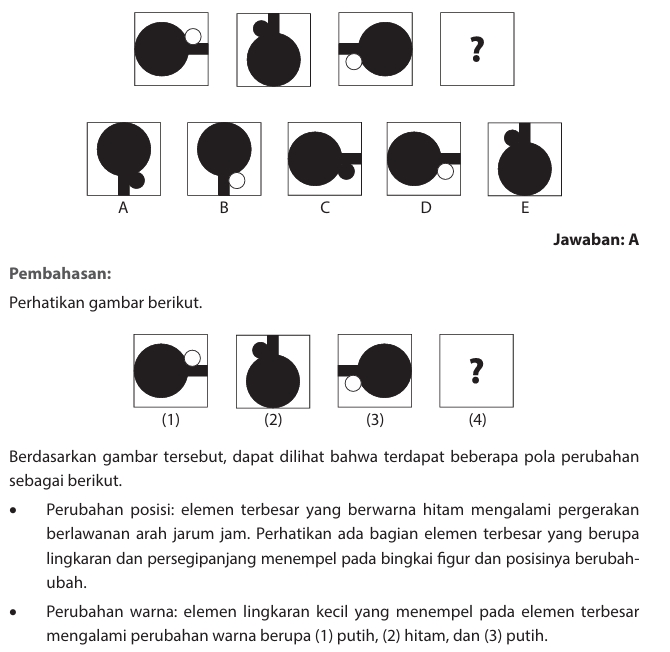 ?
A B C D E
Jawaban: A
Pembahasan:
Perhatikan gambar berikut.
?
(1) (2) (3) (4)
Berdasarkan gambar tersebut, dapat dilihat bahwa terdapat beberapa pola perubahan
sebagai berikut.
• Perubahan posisi: elemen terbesar yang berwarna hitam mengalami pergerakan
berlawanan arah jarum jam. Perhatikan ada bagian elemen terbesar yang berupa
lingkaran dan persegipanjang menempel pada bingkai figur dan posisinya berubah-
ubah.
• Perubahan warna: elemen lingkaran kecil yang menempel pada elemen terbesar
mengalami perubahan warna berupa (1) putih, (2) hitam, dan (3) putih.